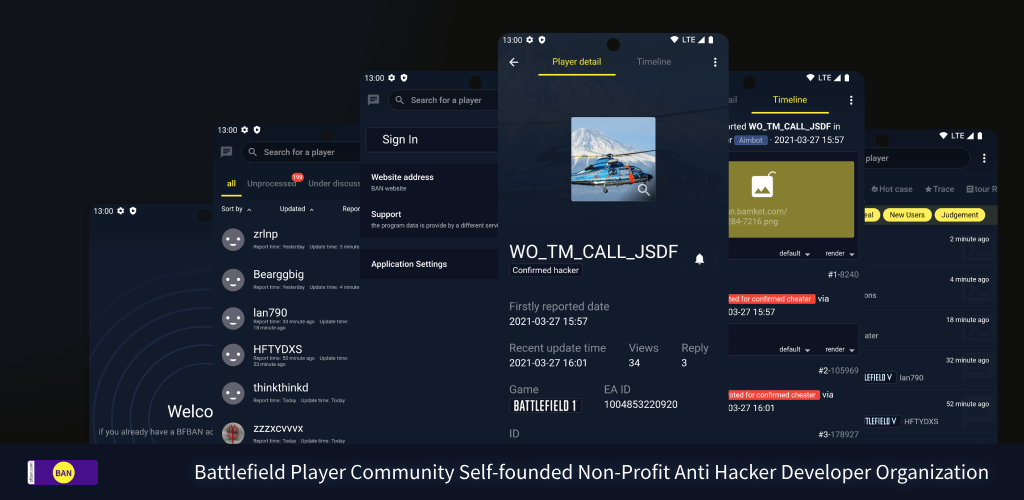 13:00
Welco
if you already have a BFBAN ac
13:00
Search for a player
all
Unprocessed
199
Under discuss
Sort by
Updated
Repor
zrlnp
Report time: Yesterday Update time: 3 minute
Bearggbig
Report time: Yesterday Update time: 4 minute
lan790
Report time: 33 minute ago Update time:
18 minute ago
HFTYDXS
Report time: 53 minute ago Update time:
53 minute ago
thinkthinkd
Report time: Today Update time: Today
zzzxcvvvx
Report time: Today Update time: Today
13:00
Search for a player
Sign In
Website address
BAN website
Support
the program data is provide by a different servi
Application Settings
13:00
LTE
Player detail
Timeline
WO_TM_CALL_JSDF
Confirmed hacker
Firstly reported date
2021-03-27 15:57
Recent update time
Views
Reply
2021-03-27 16:01
34
3
Game
EA ID
BATTLEFIELD 1
1004853220920
ID
LTE
ail
Timeline
rted WO_TM_CALL_JSDF in
r Aimbot · 2021-03-27 15:57
n.bamket.com/
284-7216.png
default
render
#1-8240
ted for confirmed cheater via
03-27 15:57
default
render
#2-105969
ted for confirmed cheater via
03-27 16:01
#3-178927
LTE
player
Hot case
Trace
tour R
eal
New Users
Judgement
2 minute ago
4 minute ago
ons
18 minute ago
ater
32 minute ago
LEFIELD V
lan790
52 minute ago
TLEFIELD V
HFTYDXS
BAN
Battlefield Player Community Self-founded Non-Profit Anti Hacker Developer Organization